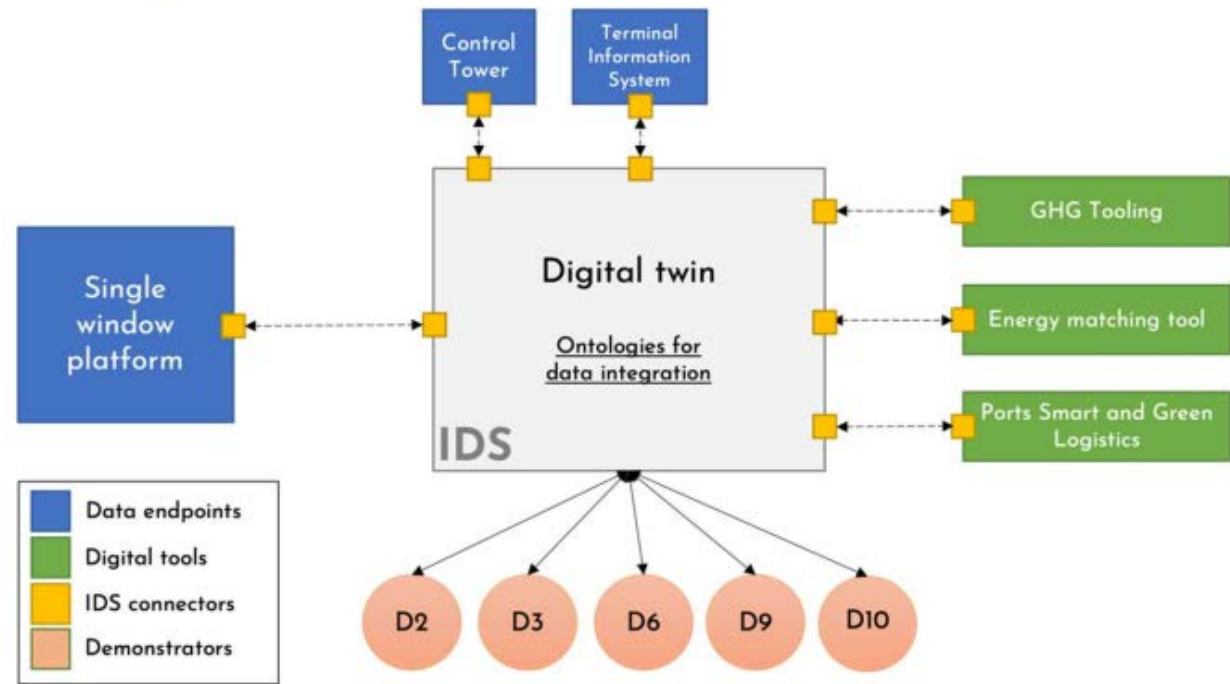 Control
Tower
Terminal
Information
System
GHG Tooling
Single
window
platform
Digital twin
Energy matching tool
Ontologies for
data integration
Ports Smart and Green
Logistics
IDS
Data endpoints
Digital tools
IDS connectors
Demonstrators
D2
D3
D6
D9
D10